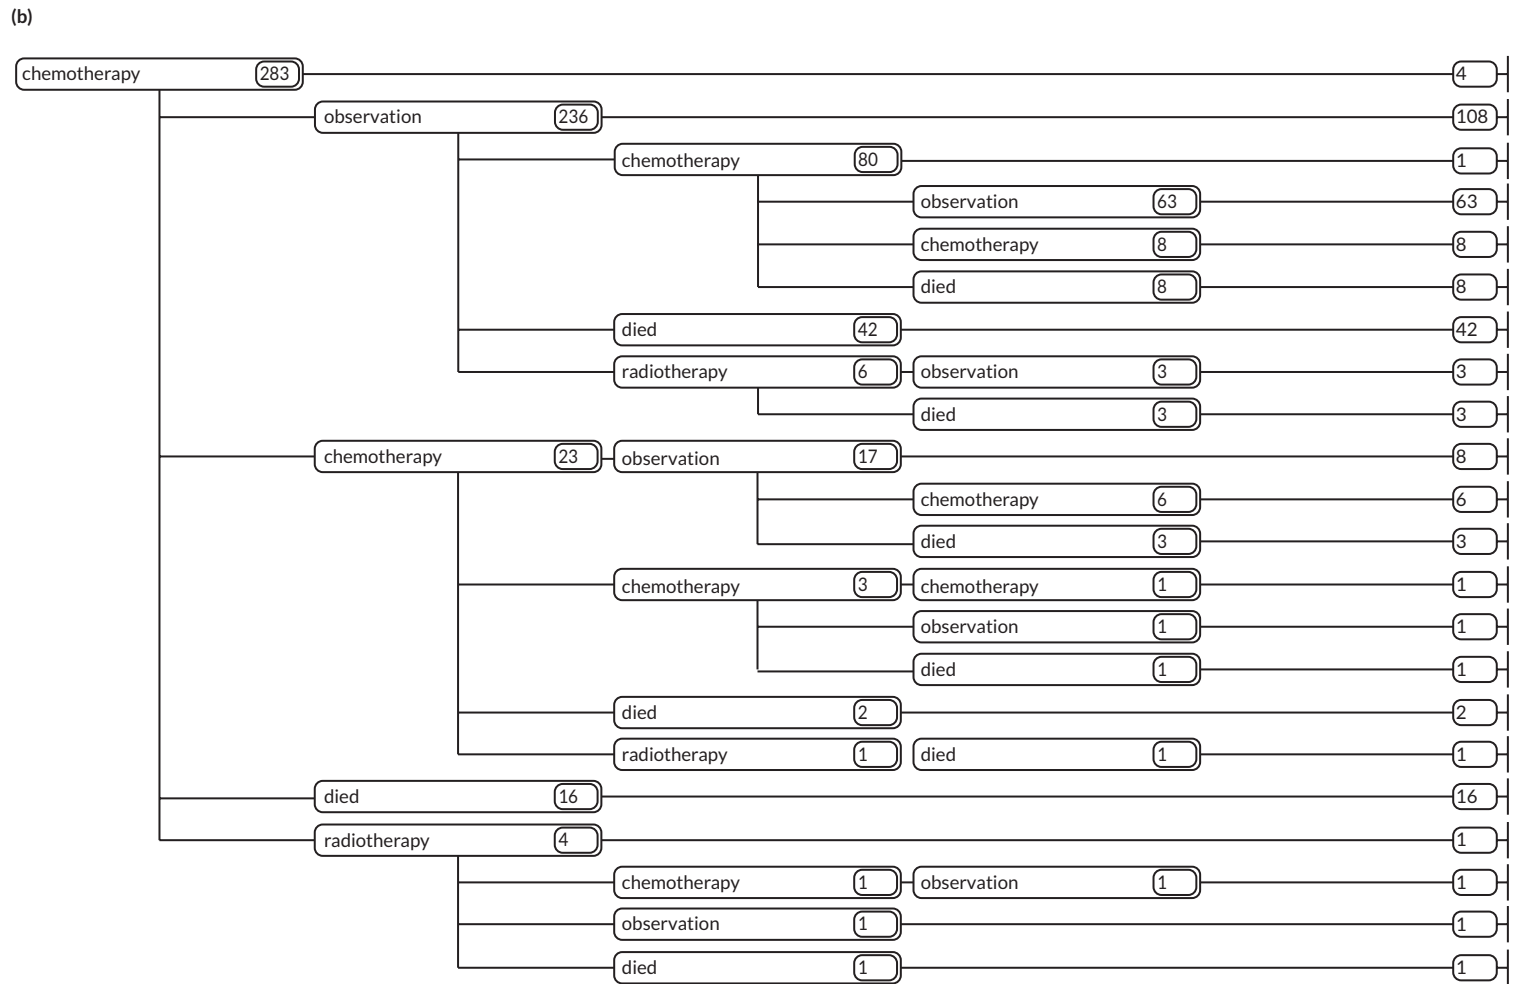 (b)
chemotherapy 283 4
observation 236 108
chemotherapy 80 1
observation 63 63
chemotherapy 8 8
died 8 8
died 42 42
radiotherapy 6 observation 3 3
died 3 3
chemotherapy 23 observation 17 8
chemotherapy 6 6
died 3 3
chemotherapy 3 chemotherapy 1 1
observation 1 1
died 1 1
died 2 2
radiotherapy 1 died 1 1
died 16 16
radiotherapy 4 1
chemotherapy 1 observation 1 1
observation 1 1
died 1 1